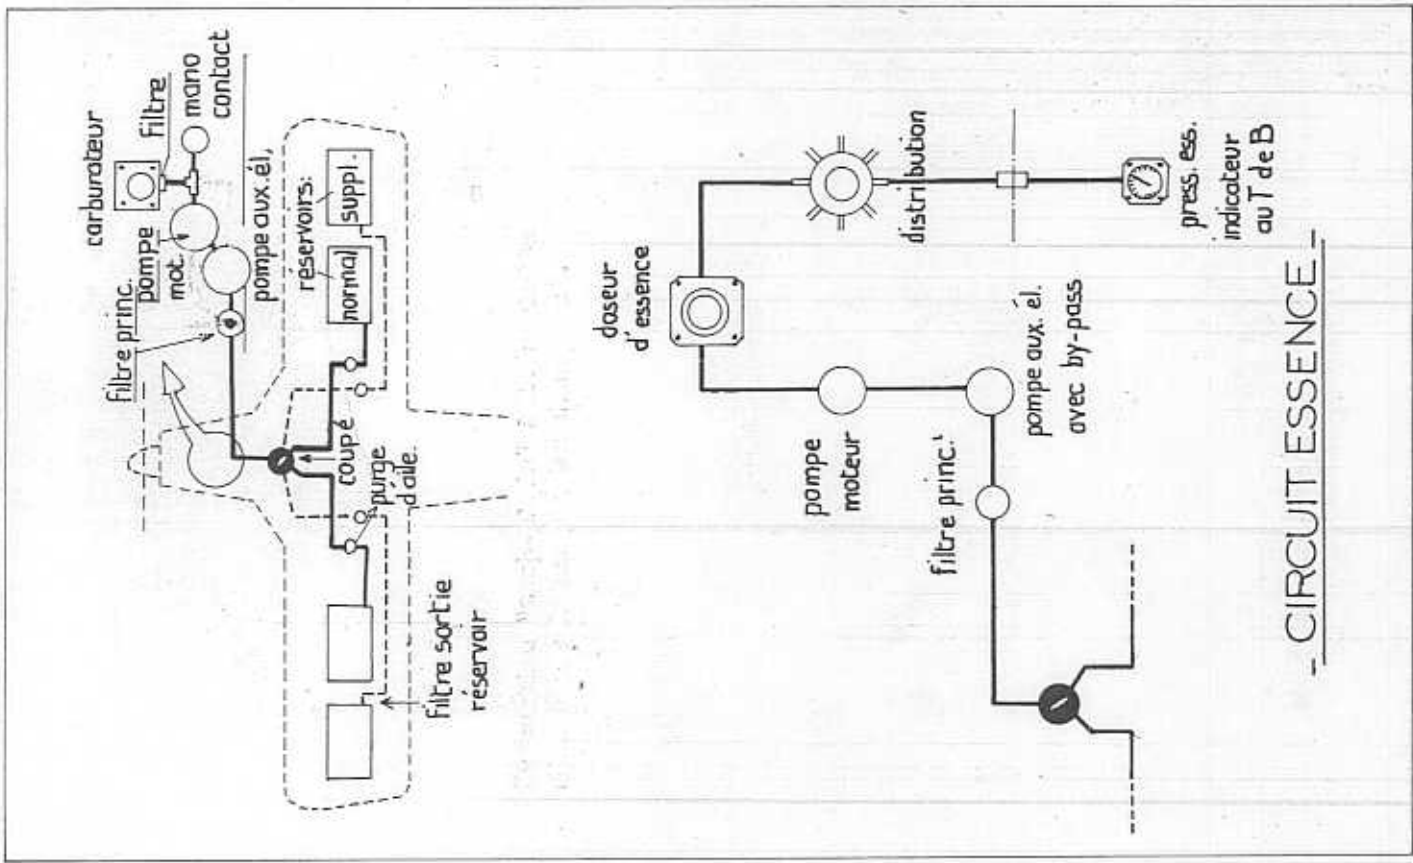 carburateur
filtre
mano
contact
pompe
mot.
filtre princ.
pompe aux. él,
réservoirs:
suppl.
normal
coupé
purge
d'aile.
filtre sortie
réservoir
doseur
d'essence
distribution
press. ess.
indicateur
au T de B
pompe
moteur
filtre princ.
pompe aux. él.
avec by-pass
_ CIRCUIT ESSENCE _